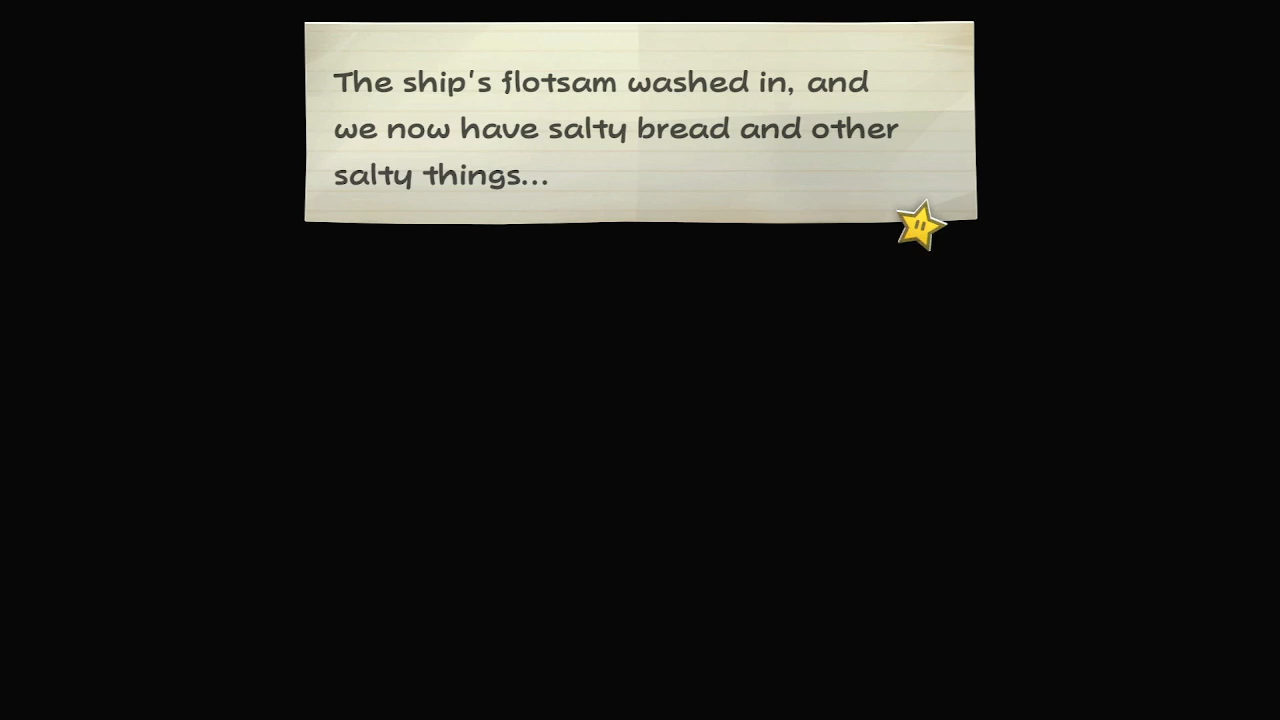 The ship's flotsam washed in, and
we now have salty bread and other
salty things...